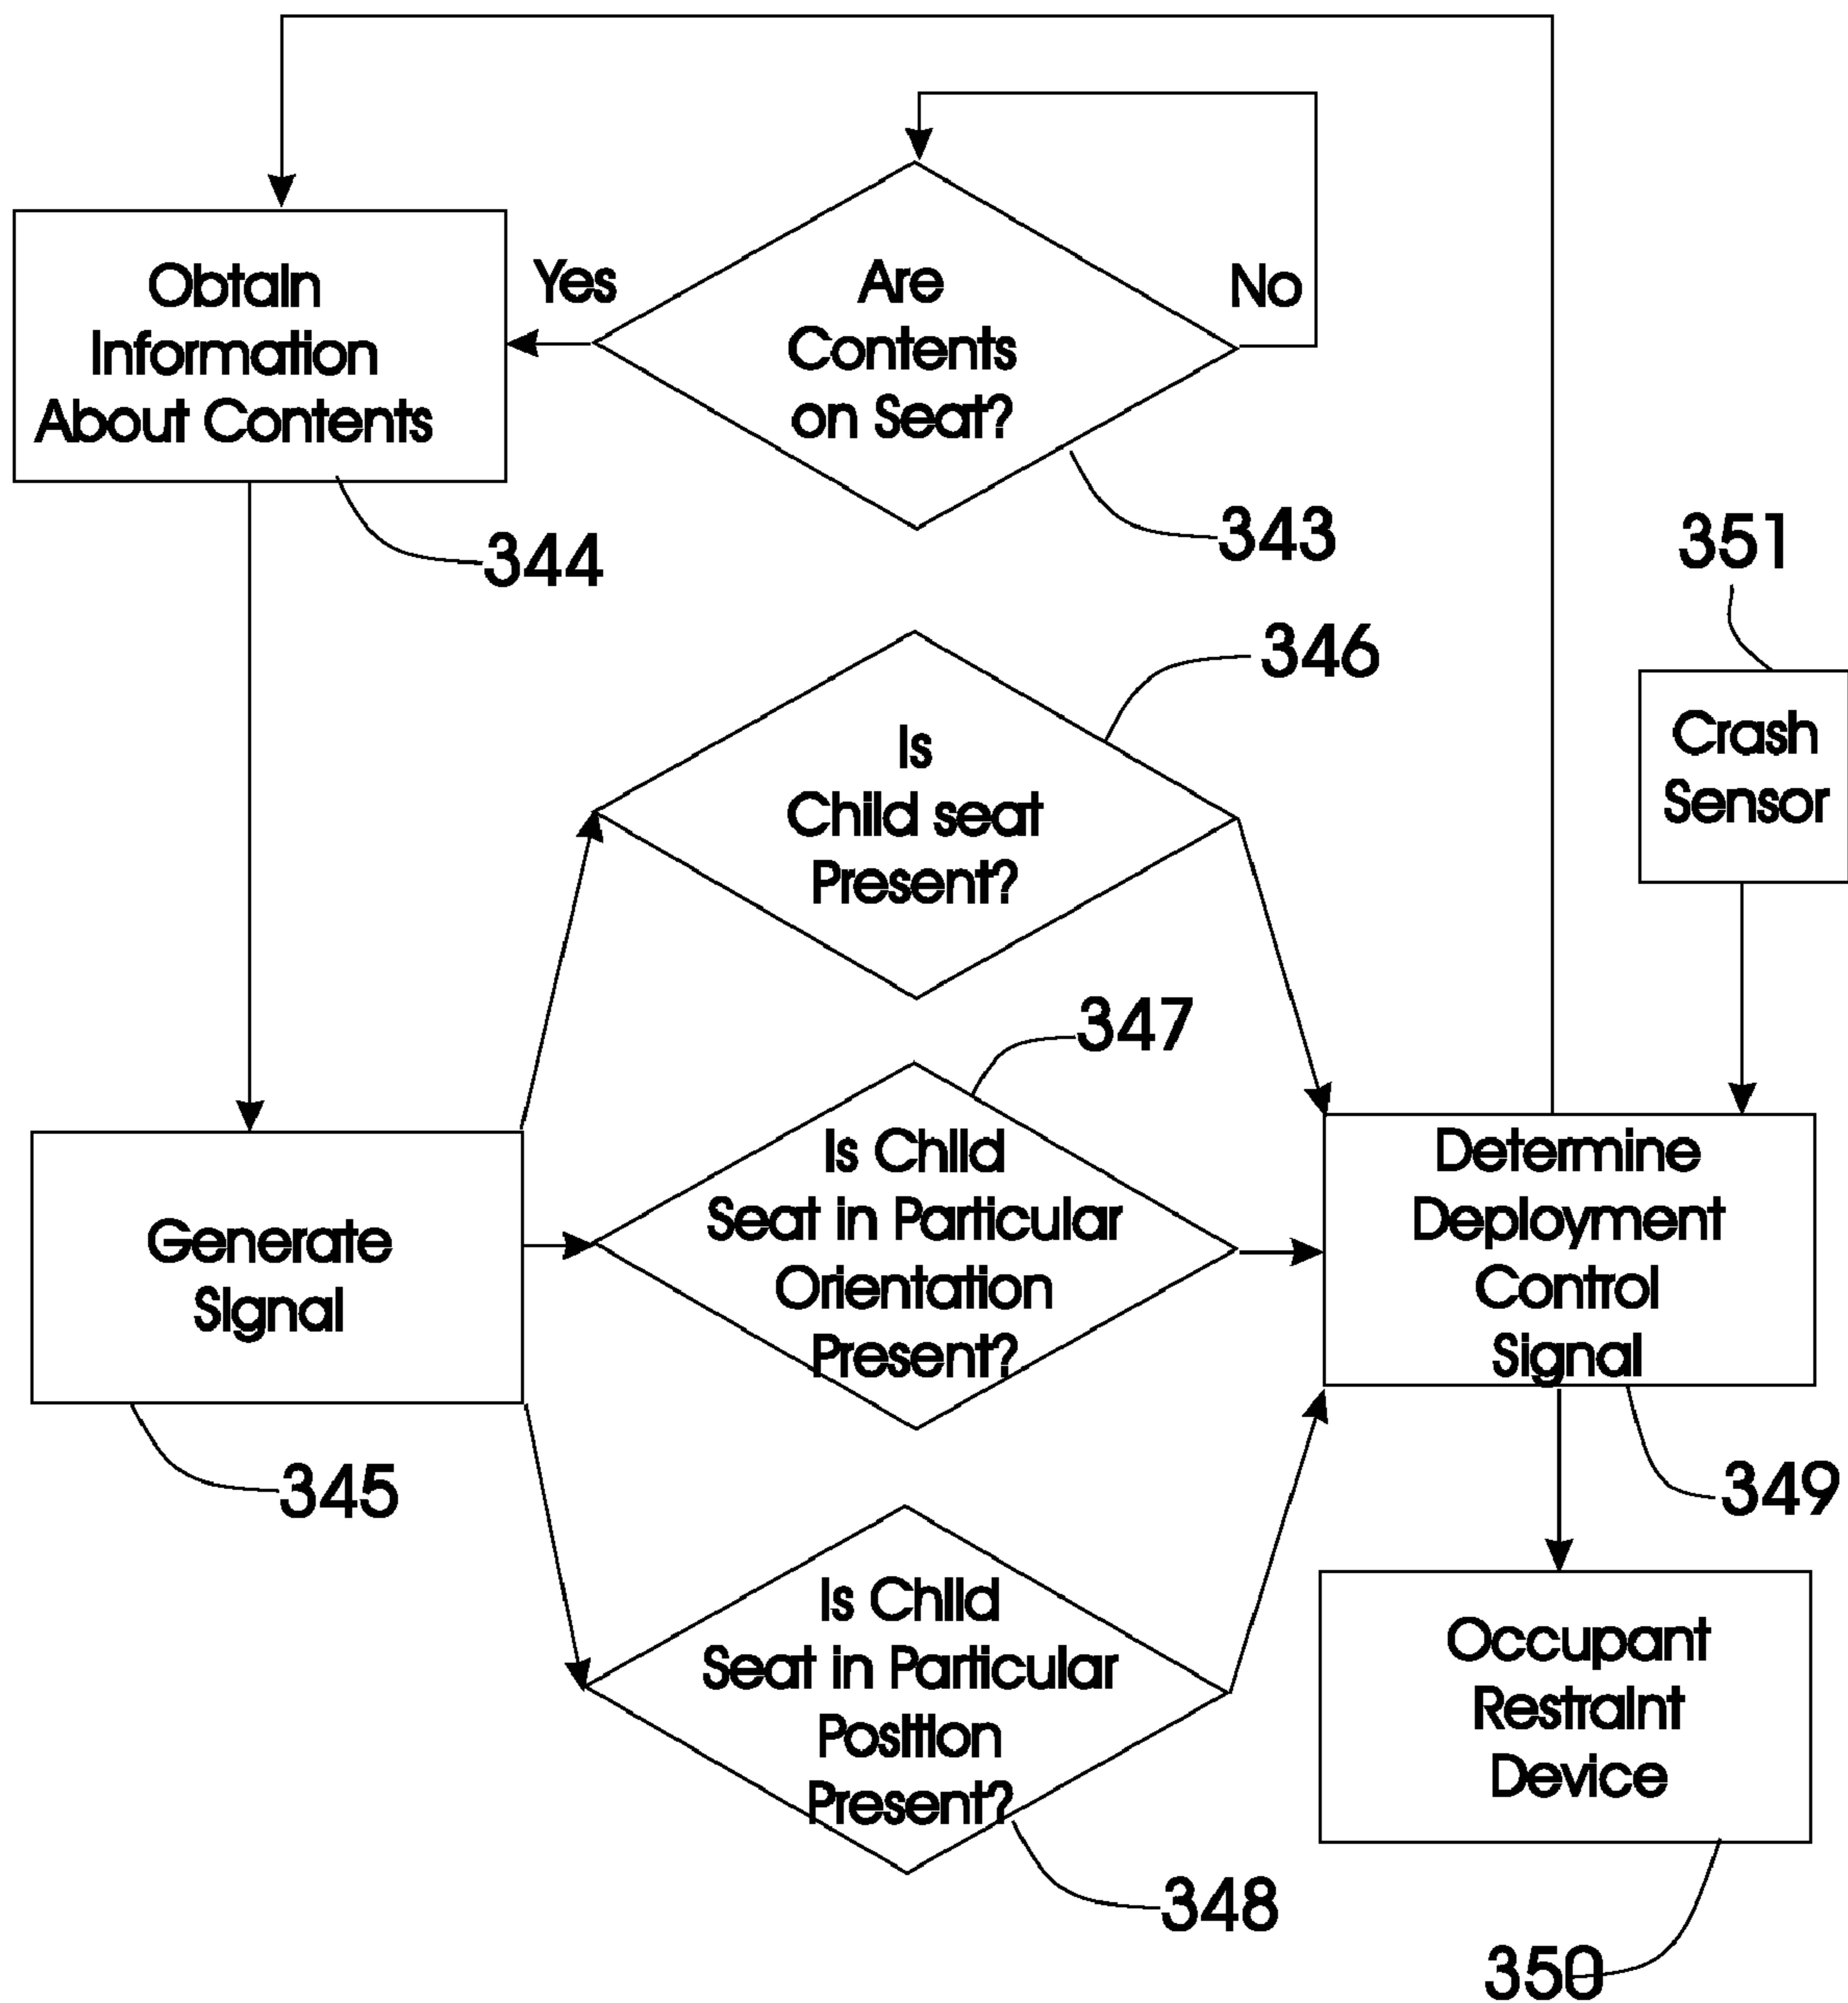 Obtain
Information
About Contents
Yes
Are
Contents
on Seat?
No
343
344
351
346
Is
Child seat
Present?
Crash
Sensor
347
Is Child
Seat in Particular
Orientation
Present?
Generate
Signal
Determine
Deployment
Control
Signal
345
349
Is Child
Seat in Particular
Position
Present?
Occupant
Restraint
Device
348
350